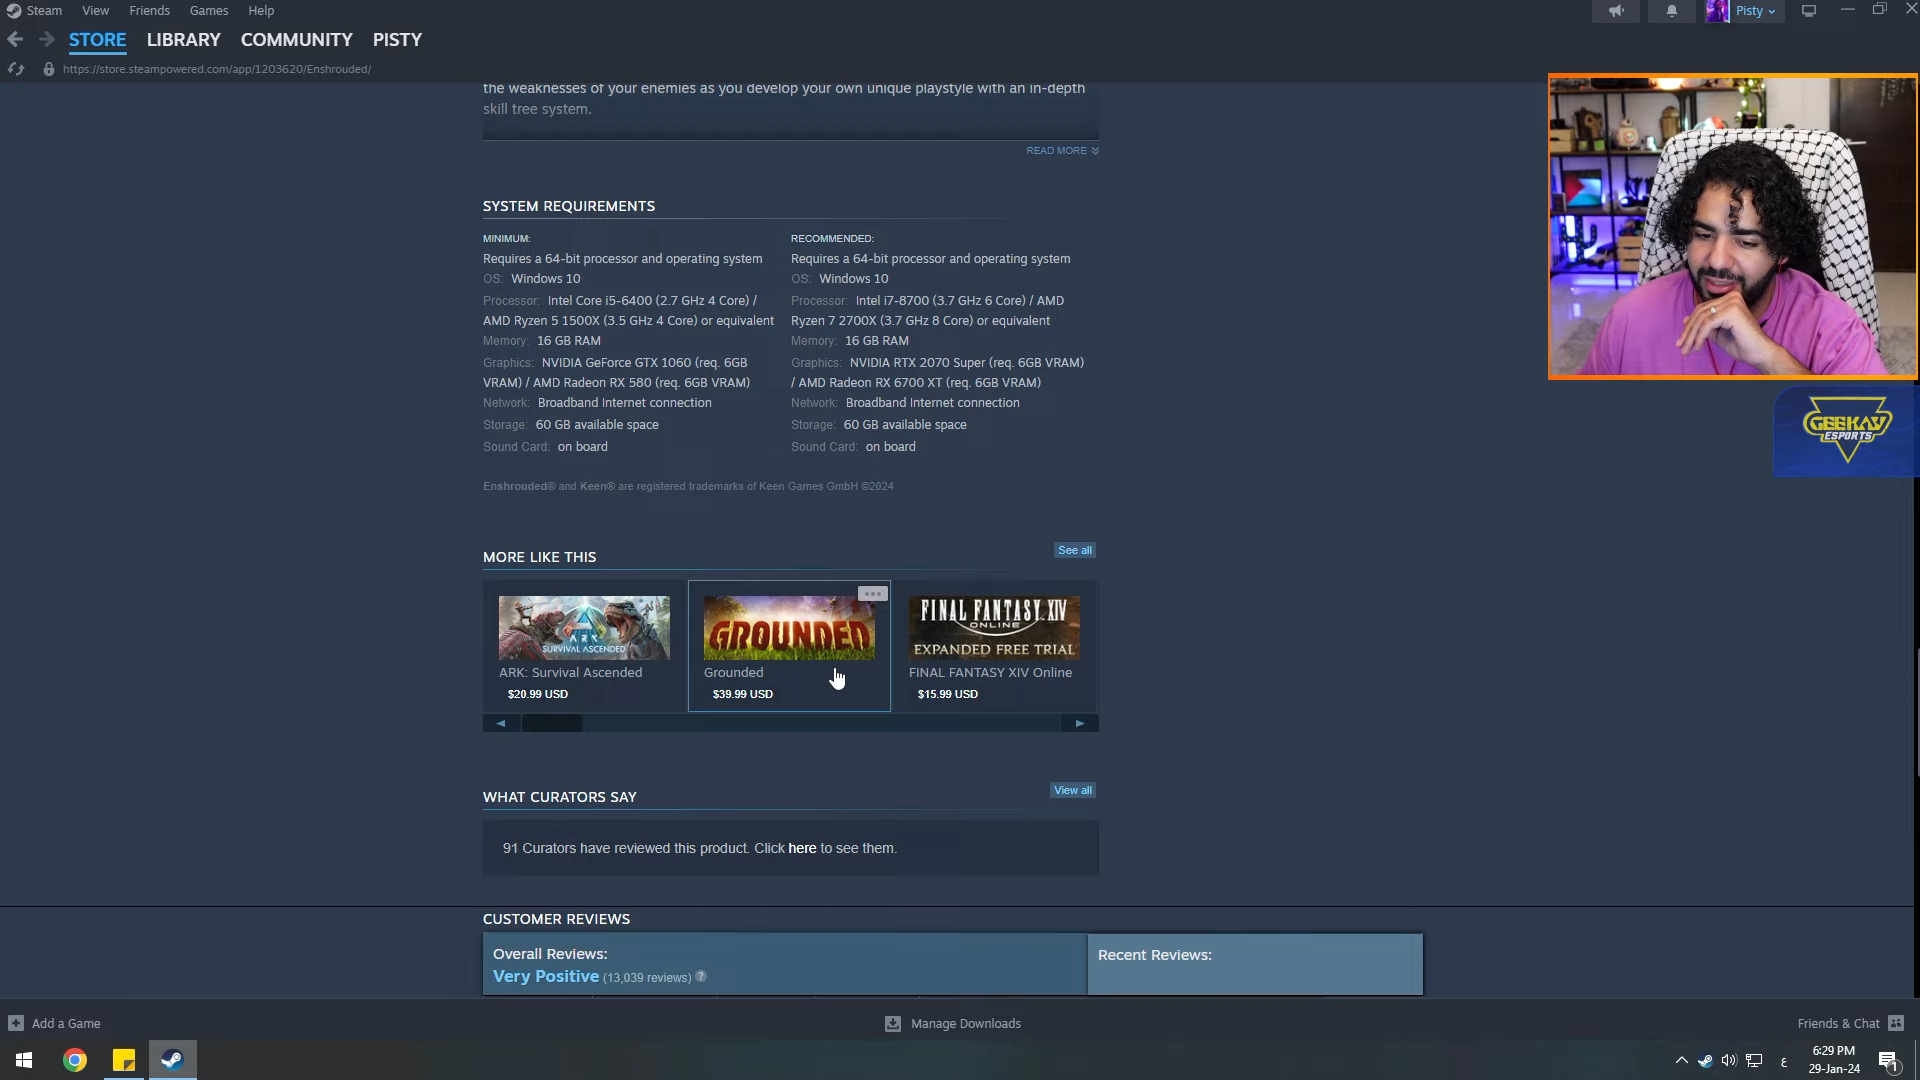 Steam View Friends Games Help
Pisty
STORE LIBRARY COMMUNITY PISTY
https://store.steampowered.com/app/1203620/Enshrouded/
the weaknesses of your enemies as you develop your own unique playstyle with an in-depth
skill tree system.
READ MORE
SYSTEM REQUIREMENTS
MINIMUM:
Requires a 64-bit processor and operating system
OS: Windows 10
Processor: Intel Core i5-6400 (2.7 GHz 4 Core) /
AMD Ryzen 5 1500X (3.5 GHz 4 Core) or equivalent
Memory: 16 GB RAM
Graphics: NVIDIA GeForce GTX 1060 (req. 6GB
VRAM) / AMD Radeon RX 580 (req. 6GB VRAM)
Network: Broadband Internet connection
Storage: 60 GB available space
Sound Card: on board
RECOMMENDED:
Requires a 64-bit processor and operating system
OS: Windows 10
Processor: Intel i7-8700 (3.7 GHz 6 Core) / AMD
Ryzen 7 2700X (3.7 GHz 8 Core) or equivalent
Memory: 16 GB RAM
Graphics: NVIDIA RTX 2070 Super (req. 6GB VRAM)
/ AMD Radeon RX 6700 XT (req. 6GB VRAM)
Network: Broadband Internet connection
Storage: 60 GB available space
Sound Card: on board
GEEKAY
ESPORTS
Enshrouded® and Keen® are registered trademarks of Keen Games GmbH ©2024
MORE LIKE THIS
See all
ARK
SURVIVAL ASCENDED
ARK: Survival Ascended
$20.99 USD
GROUNDED
Grounded
$39.99 USD
FINAL FANTASY XIV
ONLINE
EXPANDED FREE TRIAL
FINAL FANTASY XIV Online
$15.99 USD
WHAT CURATORS SAY
View all
91 Curators have reviewed this product. Click here to see them.
CUSTOMER REVIEWS
Overall Reviews:
Very Positive (13,039 reviews) ?
Recent Reviews:
+ Add a Game
Manage Downloads
Friends & Chat
ع
6:29 PM
29-Jan-24
1